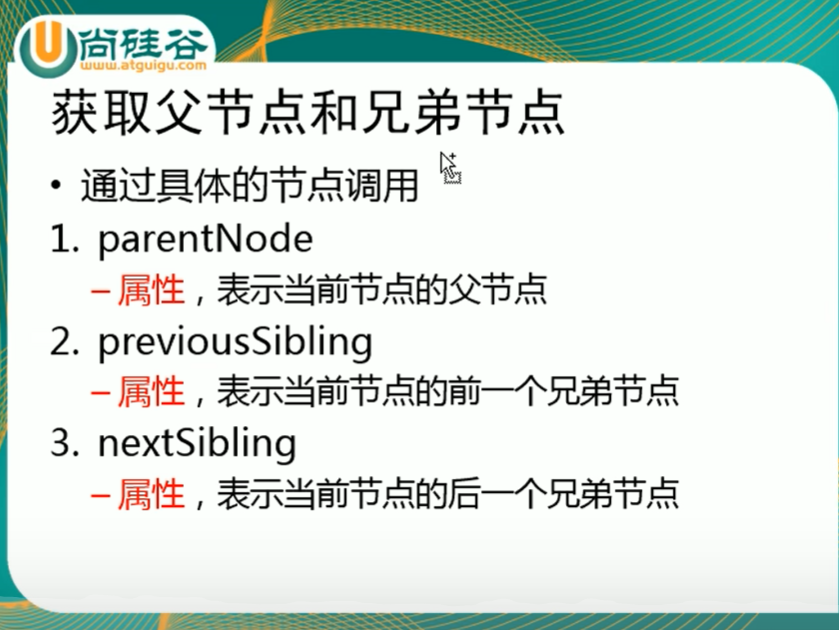 尚硅谷
www.atguigu.com
获取父节点和兄弟节点
• 通过具体的节点调用
1. parentNode
– 属性，表示当前节点的父节点
2. previousSibling
– 属性，表示当前节点的前一个兄弟节点
3. nextSibling
– 属性，表示当前节点的后一个兄弟节点